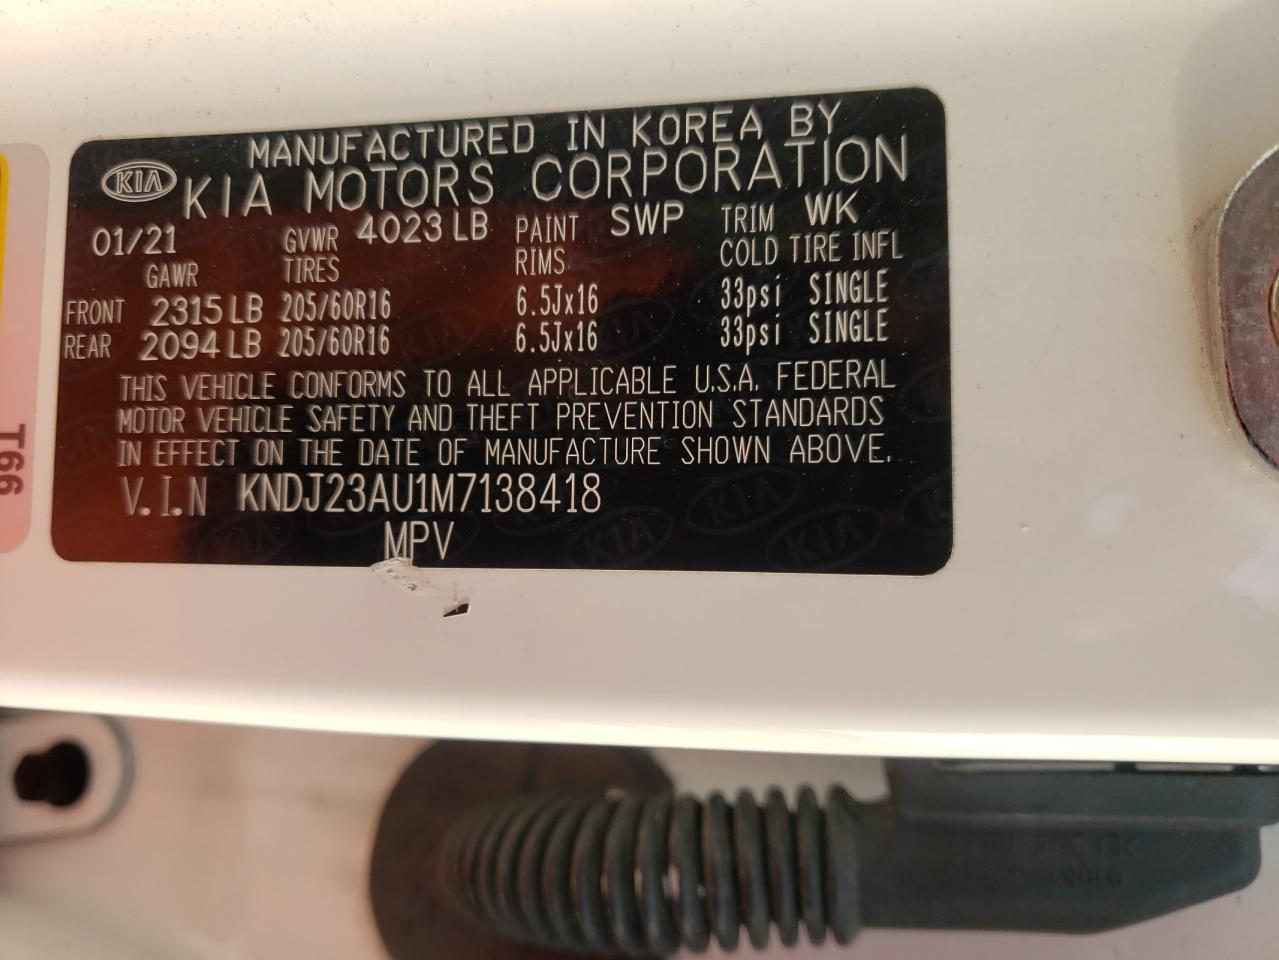 MANUFACTURED IN KOREA BY
KIA KIA MOTORS CORPORATION
01/21 GVWR 4023 LB PAINT SWP TRIM WK
GAWR TIRES RIMS COLD TIRE INFL
FRONT 2315 LB 205/60R16 6.5Jx16 33psi SINGLE
REAR 2094 LB 205/60R16 6.5Jx16 33psi SINGLE
THIS VEHICLE CONFORMS TO ALL APPLICABLE U.S.A. FEDERAL
MOTOR VEHICLE SAFETY AND THEFT PREVENTION STANDARDS
IN EFFECT ON THE DATE OF MANUFACTURE SHOWN ABOVE.
V.I.N KNDJ23AU1M7138418
MPV